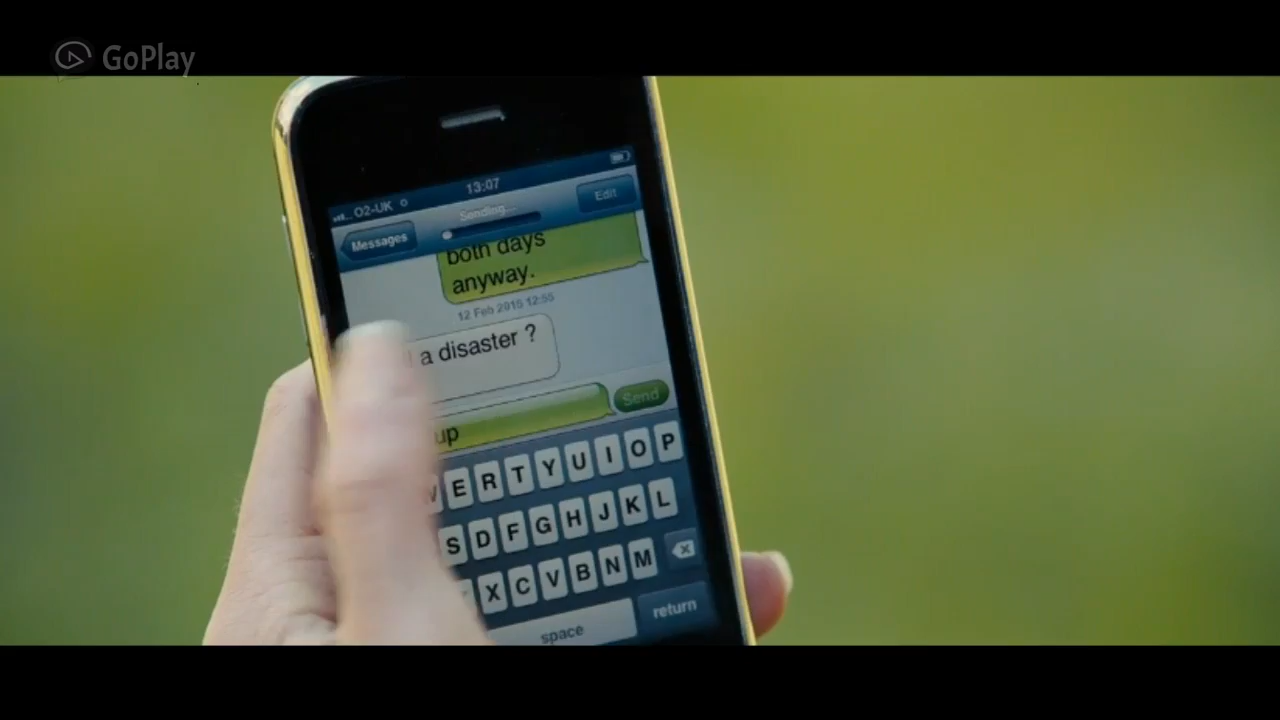 GoPlay
13:07
O2-UK
Sending...
Edit
Messages
both days
anyway.
12 Feb 2015 12:55
a disaster ?
Send
up
E R T Y U I O P
S D F G H J K L
X C V B N M
space
return